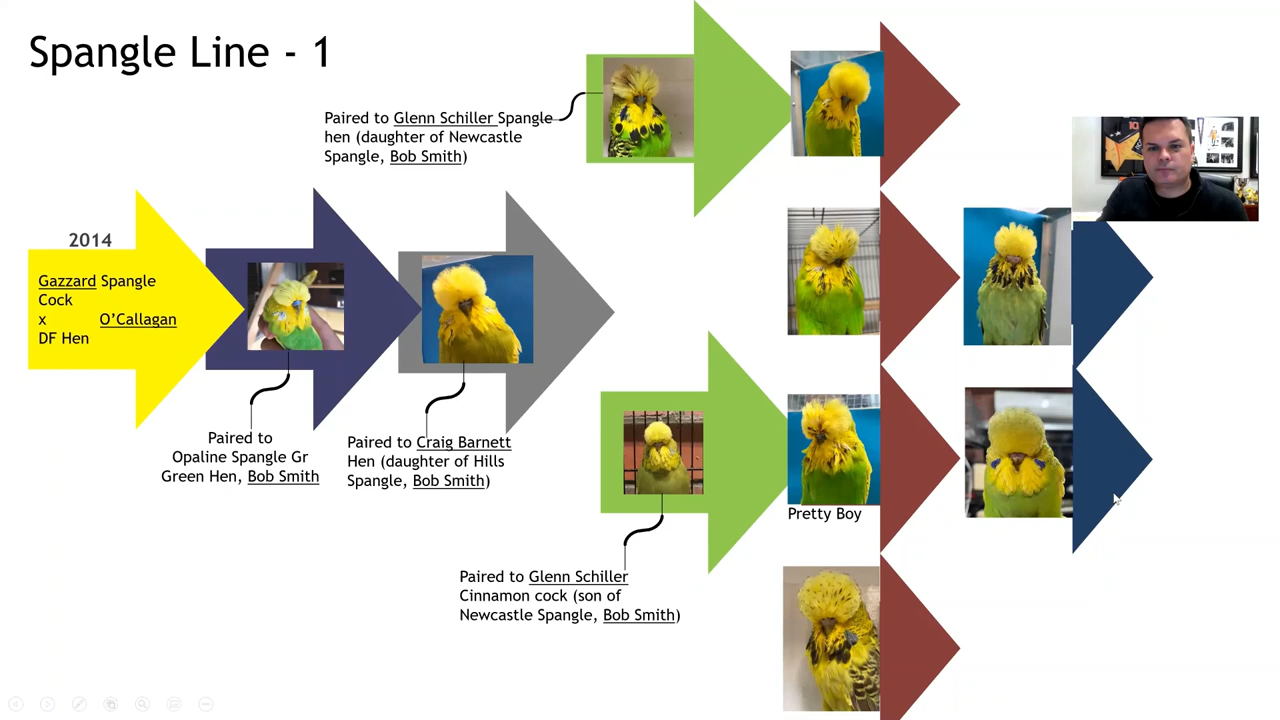 Spangle Line - 1
Paired to Glenn Schiller Spangle
hen (daughter of Newcastle
Spangle, Bob Smith)
2014
Gazzard Spangle
Cock
x O'Callagan
DF Hen
Paired to
Opaline Spangle Gr
Green Hen, Bob Smith
Paired to Craig Barnett
Hen (daughter of Hills
Spangle, Bob Smith)
Pretty Boy
Paired to Glenn Schiller
Cinnamon cock (son of
Newcastle Spangle, Bob Smith)